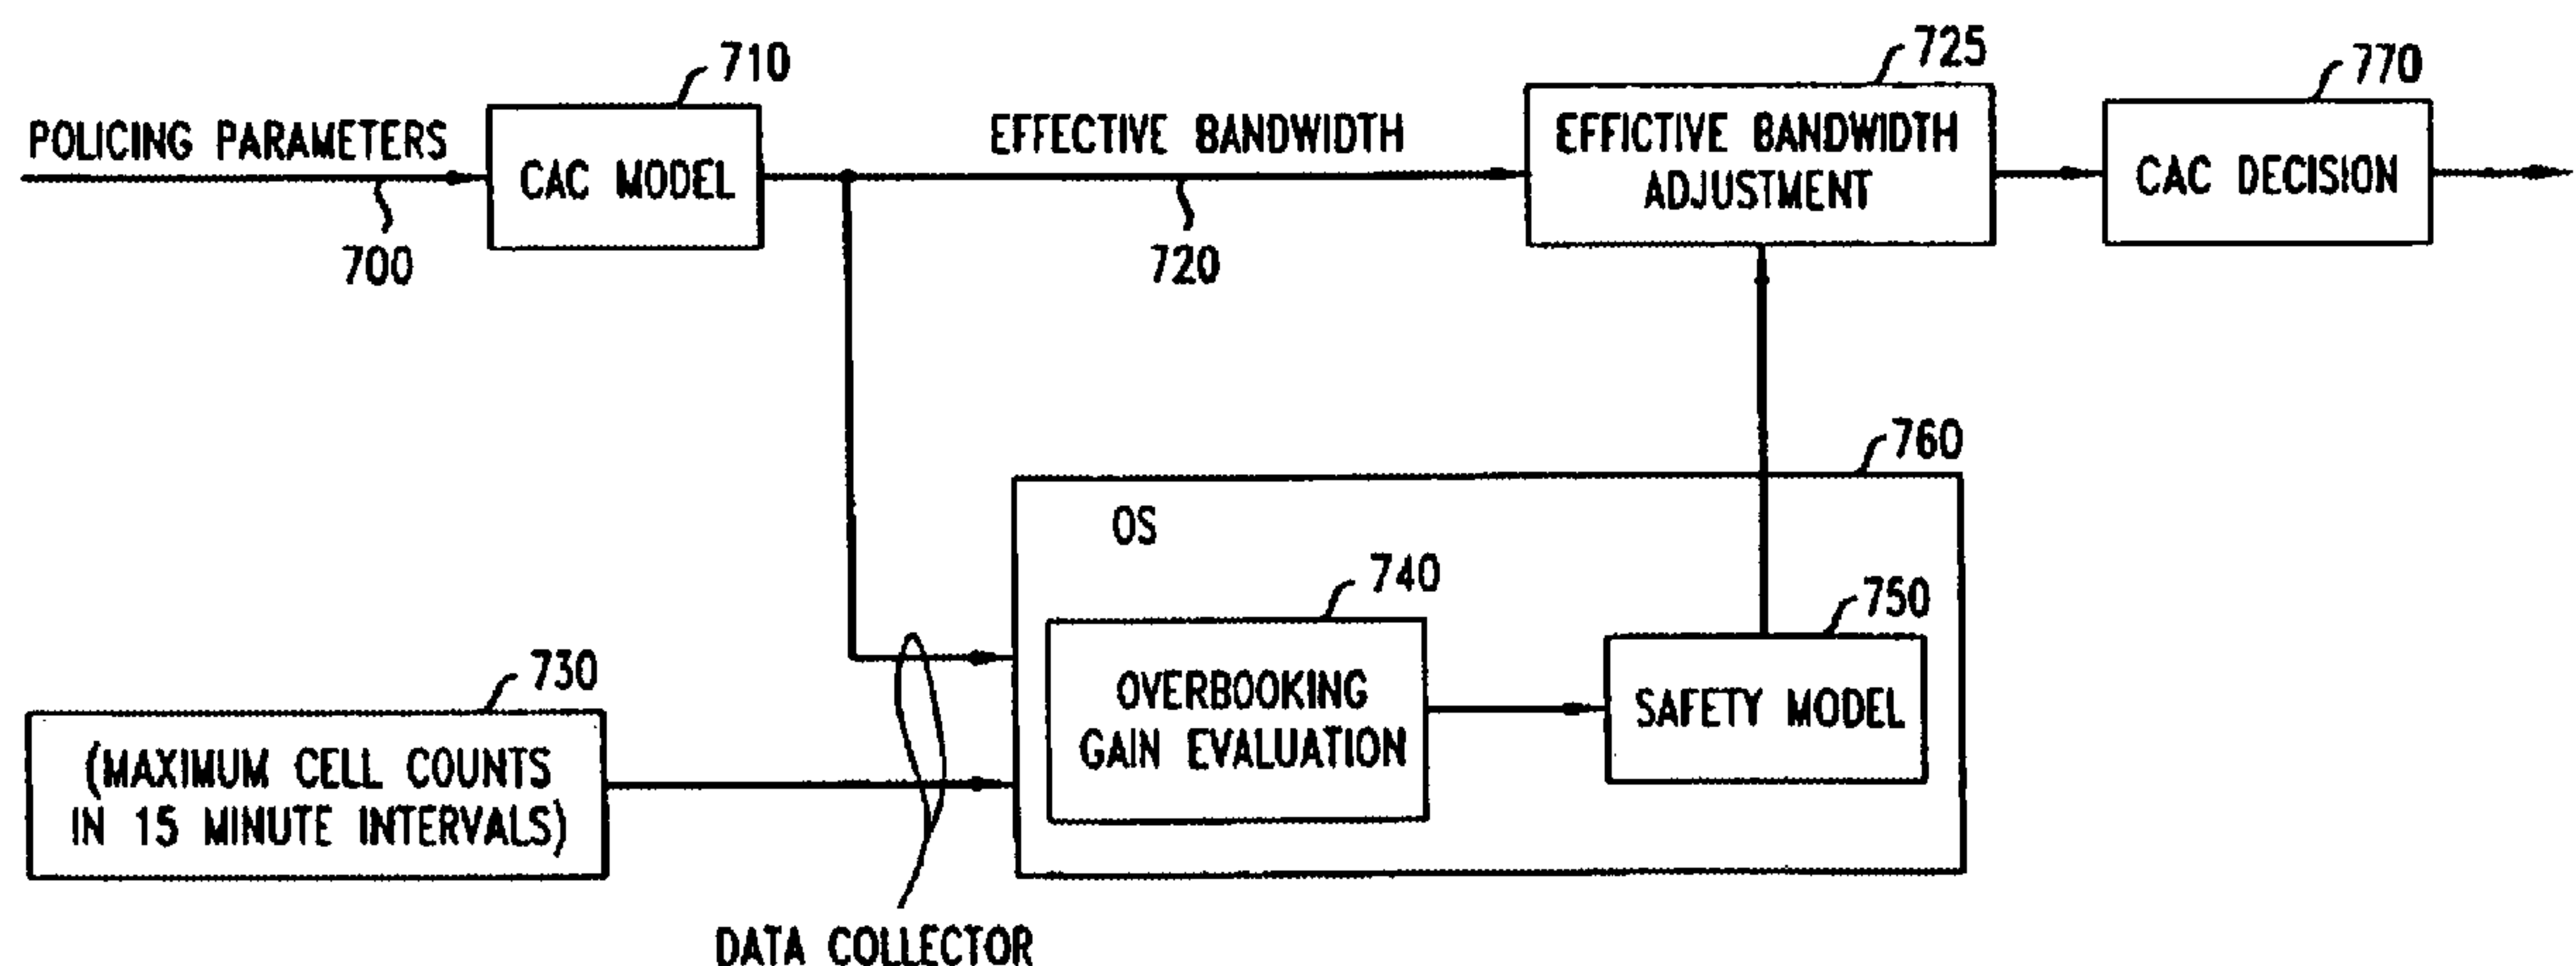 710
725
770
POLICING PARAMETERS
CAC MODEL
EFFECTIVE BANDWIDTH
EFFICTIVE BANDWIDTH
ADJUSTMENT
CAC DECISION
700
720
760
OS
740
750
730
OVERBOOKING
GAIN EVALUATION
SAFETY MODEL
(MAXIMUM CELL COUNTS
IN 15 MINUTE INTERVALS)
DATA COLLECTOR